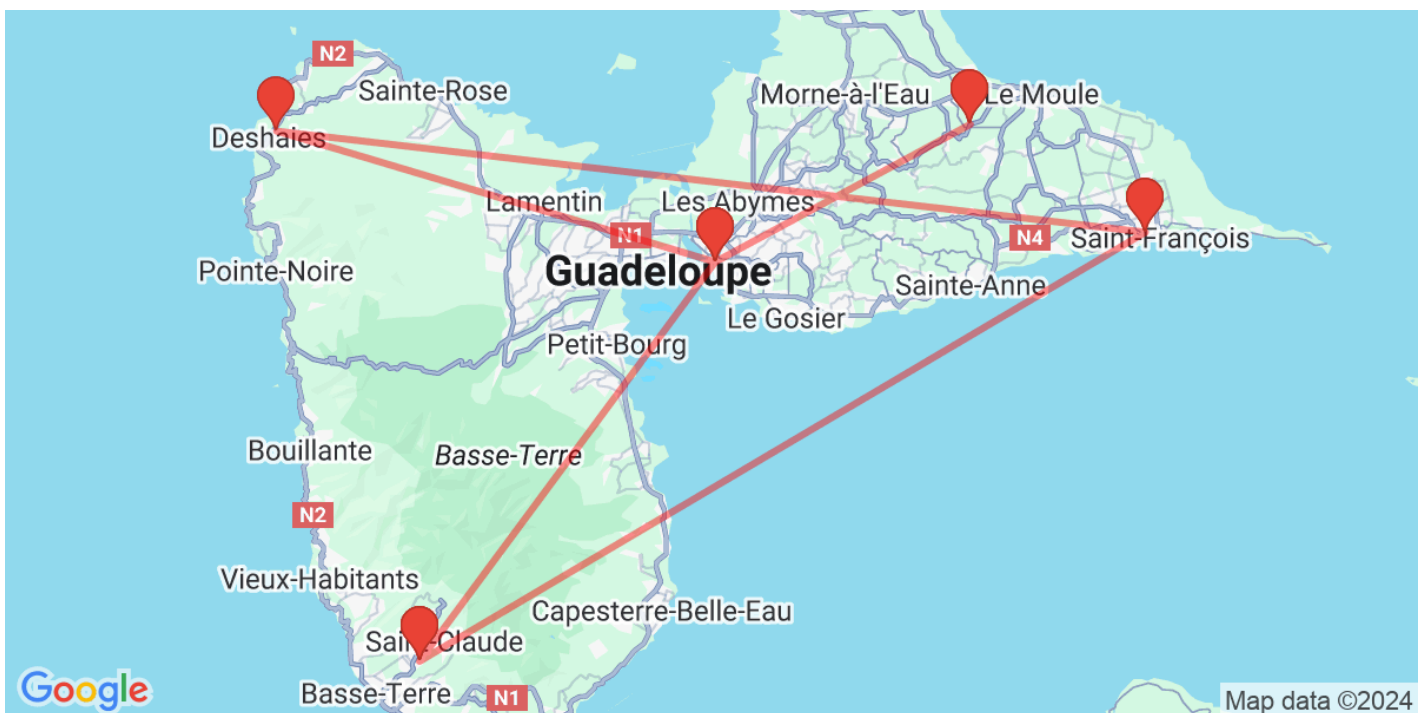 N2
Sainte-Rose
Morne-à-l'Eau
Le Moule
Deshaies
Lamentin
Les Abymes
N1
N4
Saint-François
Pointe-Noire
Guadeloupe
Sainte-Anne
Le Gosier
Petit-Bourg
Bouillante
Basse-Terre
N2
Vieux-Habitants
Capesterre-Belle-Eau
Saint-Claude
Basse-Terre
N1
Google
Map data ©2024